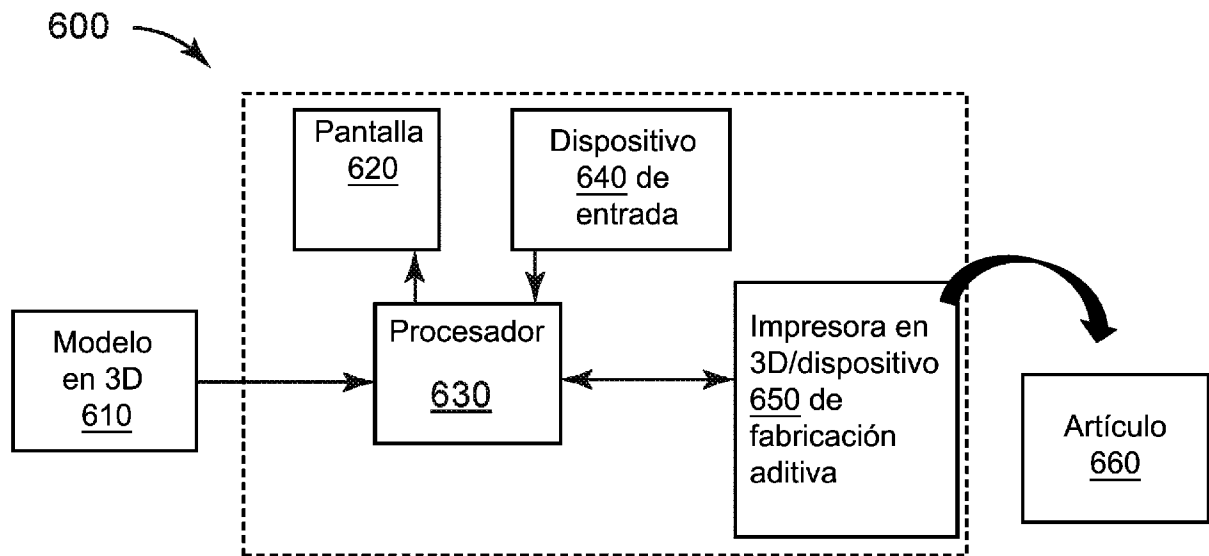 600
Pantalla
620
Dispositivo
640 de
entrada
Modelo
en 3D
610
Procesador
630
Impresora en
3D/dispositivo
650 de
fabricación
aditiva
Artículo
660